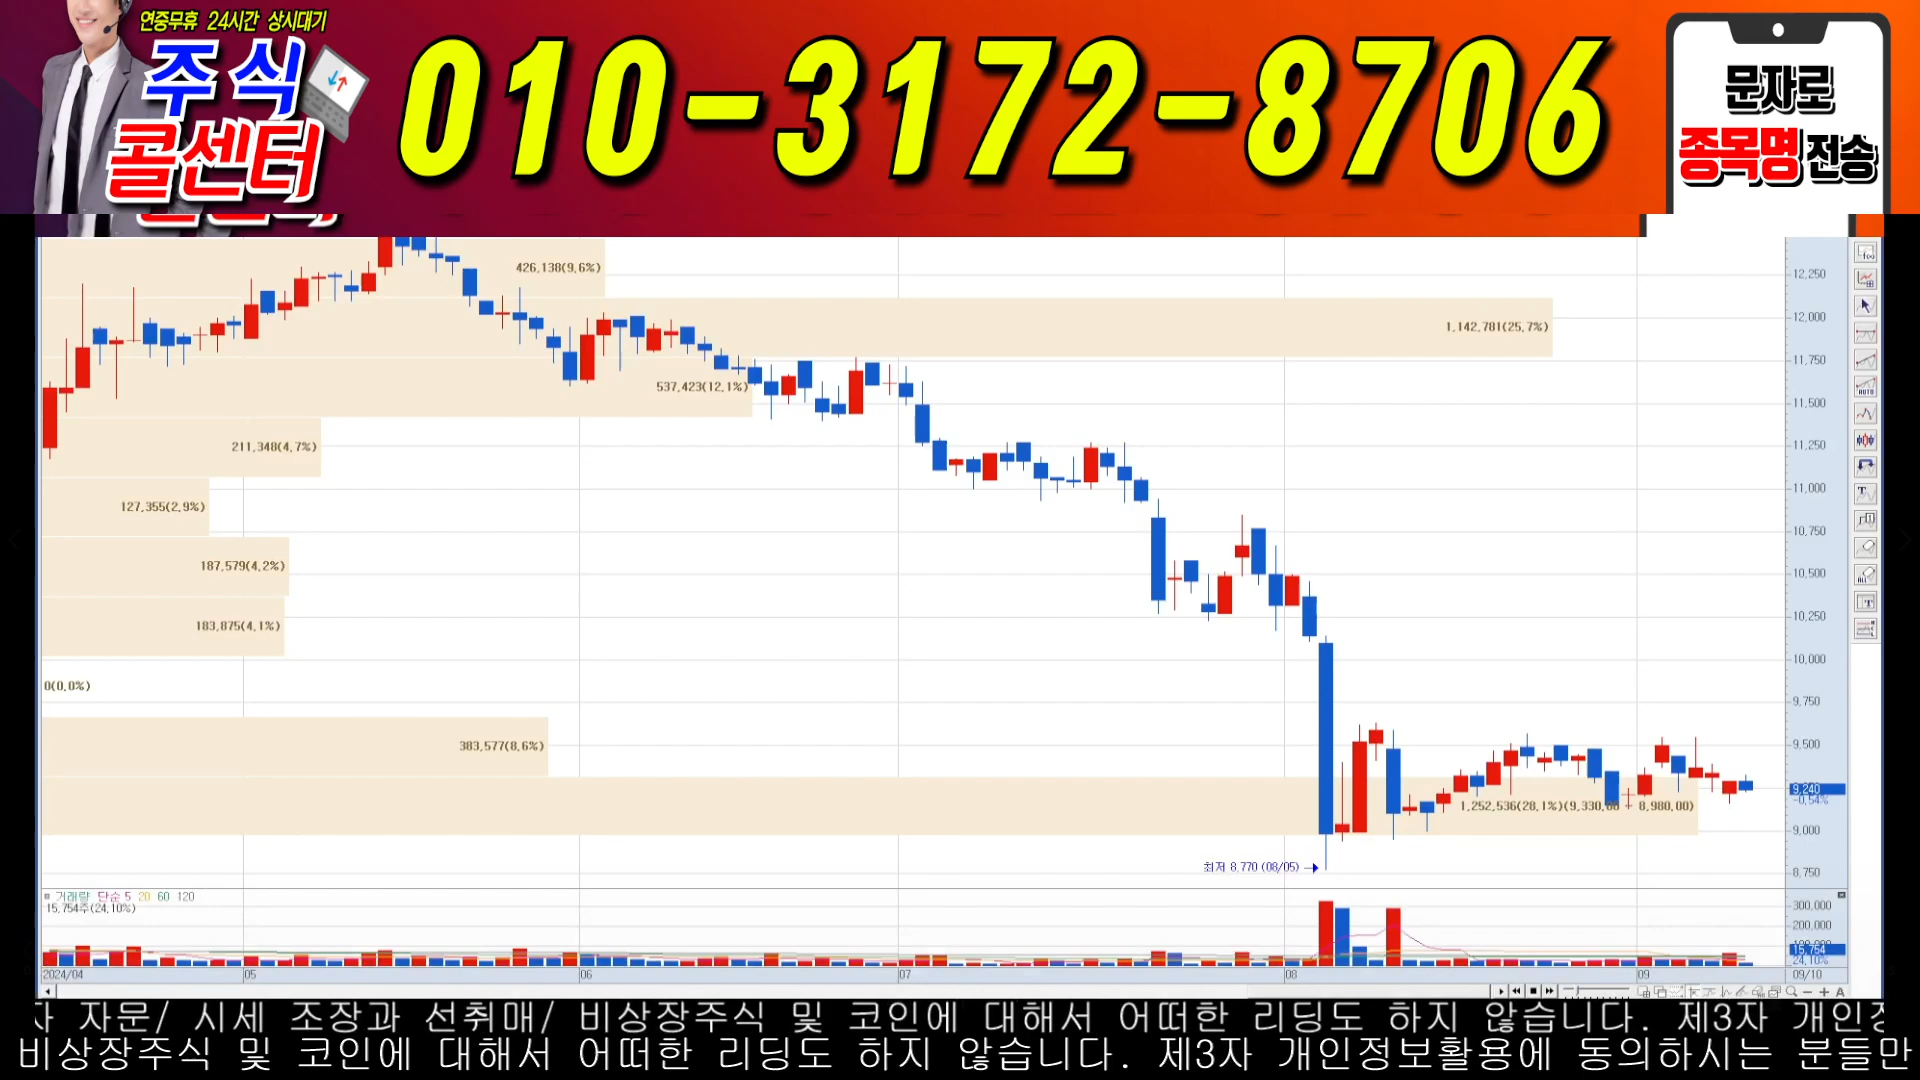 연중무휴 24시간 상시대기
주식
콜센터
010-3172-8706
문자로
종목명 전송
426,138(9,6%)
1,142,781(25,7%)
537,423(12,1%)
211,348(4,7%)
127,355(2,9%)
187,579(4,2%)
183,875(4,1%)
0(0,0%)
383,577(8,6%)
1,252,536(28,1%)(9,330,00 ÷ 8,980,00)
최저 8,770 (08/05)
12,250
12,000
11,750
11,500
11,250
11,000
10,750
10,500
10,250
10,000
9,750
9,500
9,240
-0,54%
9,000
8,750
거래량 단순 5 20 60 120
15,754주(24,10%)
300,000
200,000
15,754
24,10%
2024/04 05 06 07 08 09 09/10
자문/ 시세 조장과 선취매/ 비상장주식 및 코인에 대해서 어떠한 리딩도 하지 않습니다. 제3자
비상장주식 및 코인에 대해서 어떠한 리딩도 하지 않습니다. 제3자 개인정보활용에 동의하시는 분들만